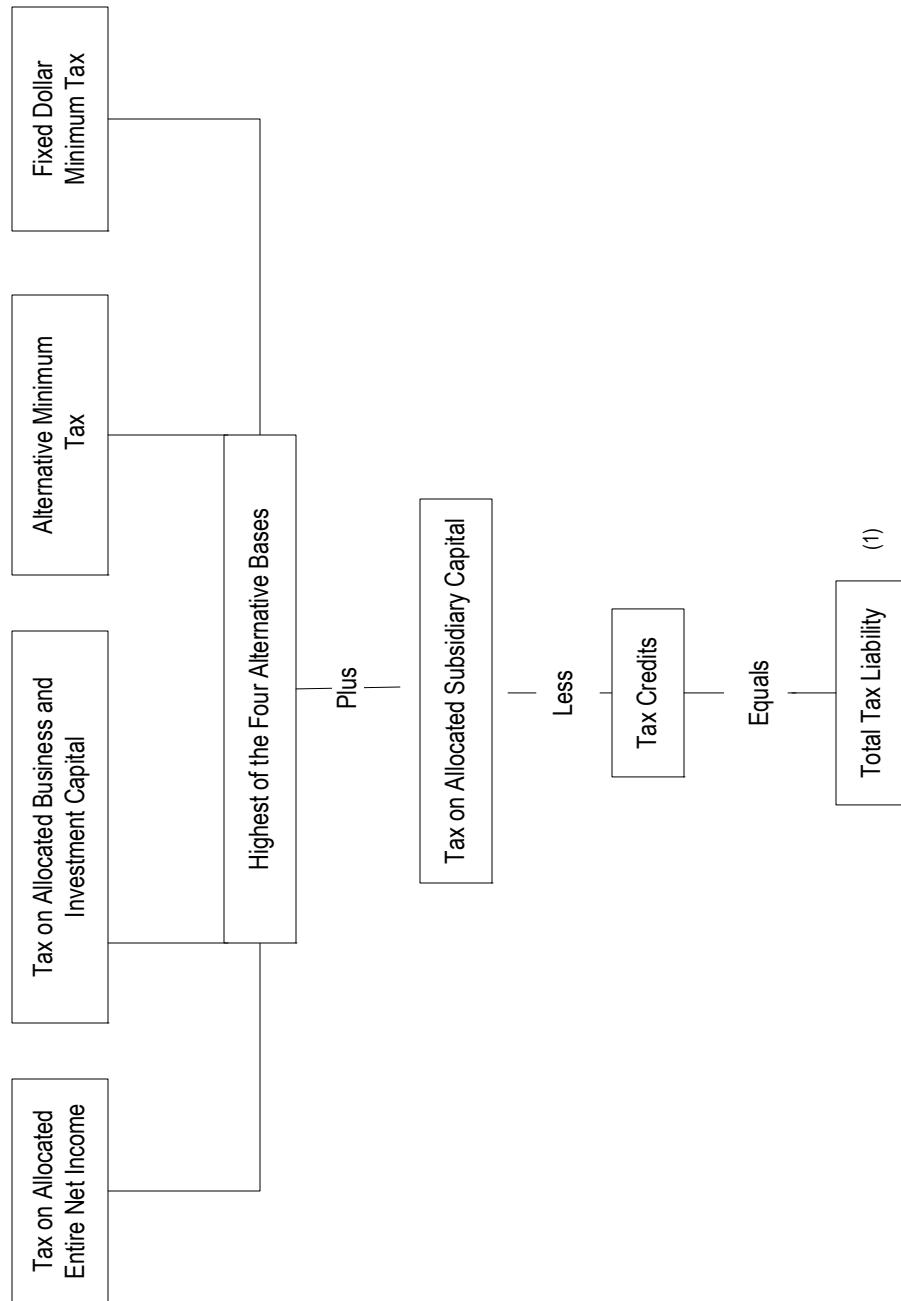 Tax on Allocated
Entire Net Income
Tax on Allocated Business and
Investment Capital
Alternative Minimum
Tax
Fixed Dollar
Minimum Tax
Highest of the Four Alternative Bases
Plus
Tax on Allocated Subsidiary Capital
Less
Tax Credits
Equals
Total Tax Liability
(1)